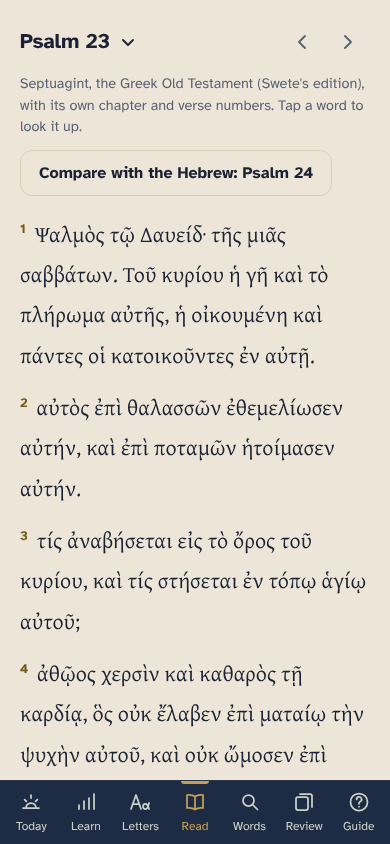 Psalm 23
Septuagint, the Greek Old Testament (Swete's edition),
with its own chapter and verse numbers. Tap a word to
look it up.
Compare with the Hebrew: Psalm 24
1 Ψαλμὸς τῷ Δαυείδ· τῆς μιᾶς
σαββάτων. Τοῦ κυρίου ἡ γῆ καὶ τὸ
πλήρωμα αὐτῆς, ἡ οἰκουμένη καὶ
πάντες οἱ κατοικοῦντες ἐν αὐτῇ.
2 αὐτὸς ἐπὶ θαλασσῶν ἐθεμελίωσεν
αὐτήν, καὶ ἐπὶ ποταμῶν ἡτοίμασεν
αὐτήν.
3 τίς ἀναβήσεται εἰς τὸ ὄρος τοῦ
κυρίου, καὶ τίς στήσεται ἐν τόπῳ ἁγίῳ
αὐτοῦ;
4 ἀθῷος χερσὶν καὶ καθαρὸς τῇ
καρδίᾳ, ὃς οὐκ ἔλαβεν ἐπὶ ματαίῳ τὴν
ψυχὴν αὐτοῦ, καὶ οὐκ ὤμοσεν ἐπὶ
Today Learn Letters Read Words Review Guide